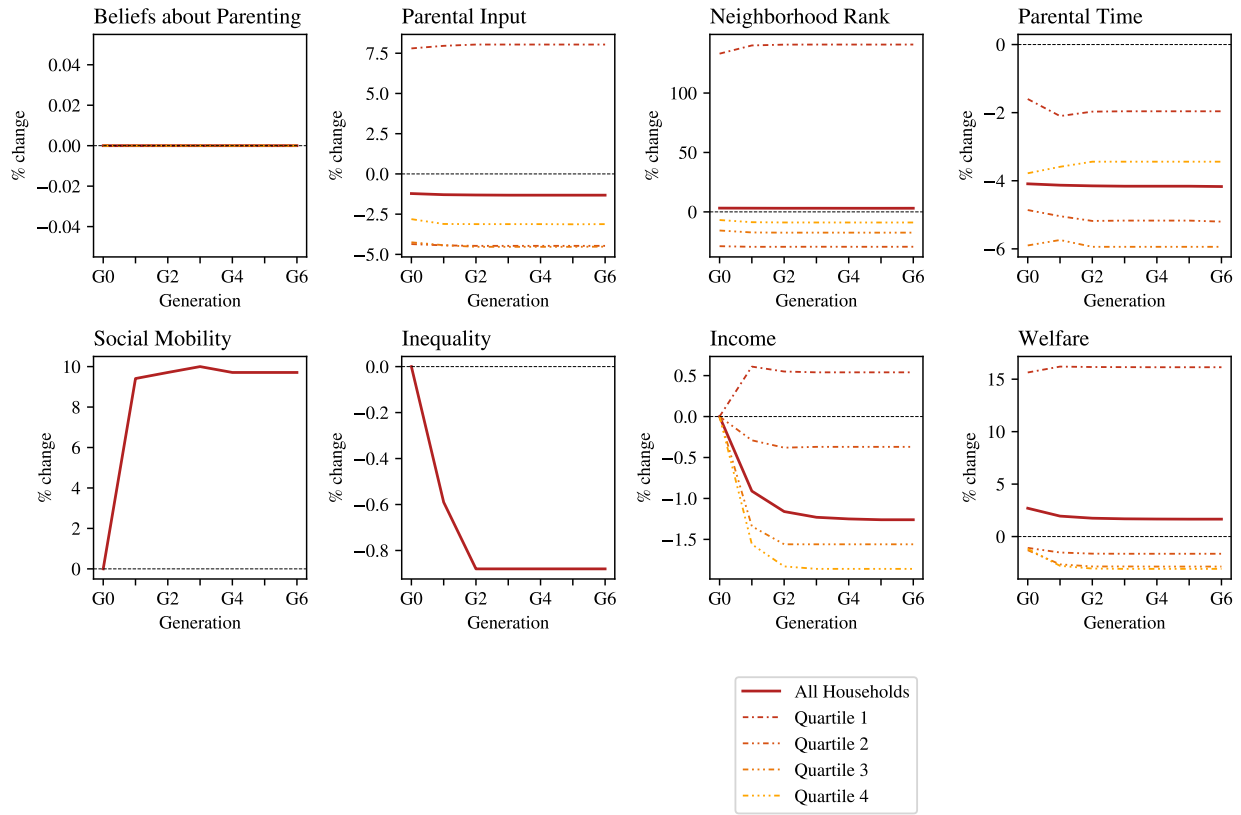 Beliefs about Parenting
0.04
0.02
0.00
−0.02
−0.04
% change
G0 G2 G4 G6
Generation
Parental Input
7.5
5.0
2.5
0.0
−2.5
−5.0
% change
G0 G2 G4 G6
Generation
Neighborhood Rank
100
50
0
% change
G0 G2 G4 G6
Generation
Parental Time
0
−2
−4
−6
% change
G0 G2 G4 G6
Generation
Social Mobility
10
8
6
4
2
0
% change
G0 G2 G4 G6
Generation
Inequality
0.0
−0.2
−0.4
−0.6
−0.8
% change
G0 G2 G4 G6
Generation
Income
0.5
0.0
−0.5
−1.0
−1.5
% change
G0 G2 G4 G6
Generation
Welfare
15
10
5
0
% change
G0 G2 G4 G6
Generation
All Households
Quartile 1
Quartile 2
Quartile 3
Quartile 4